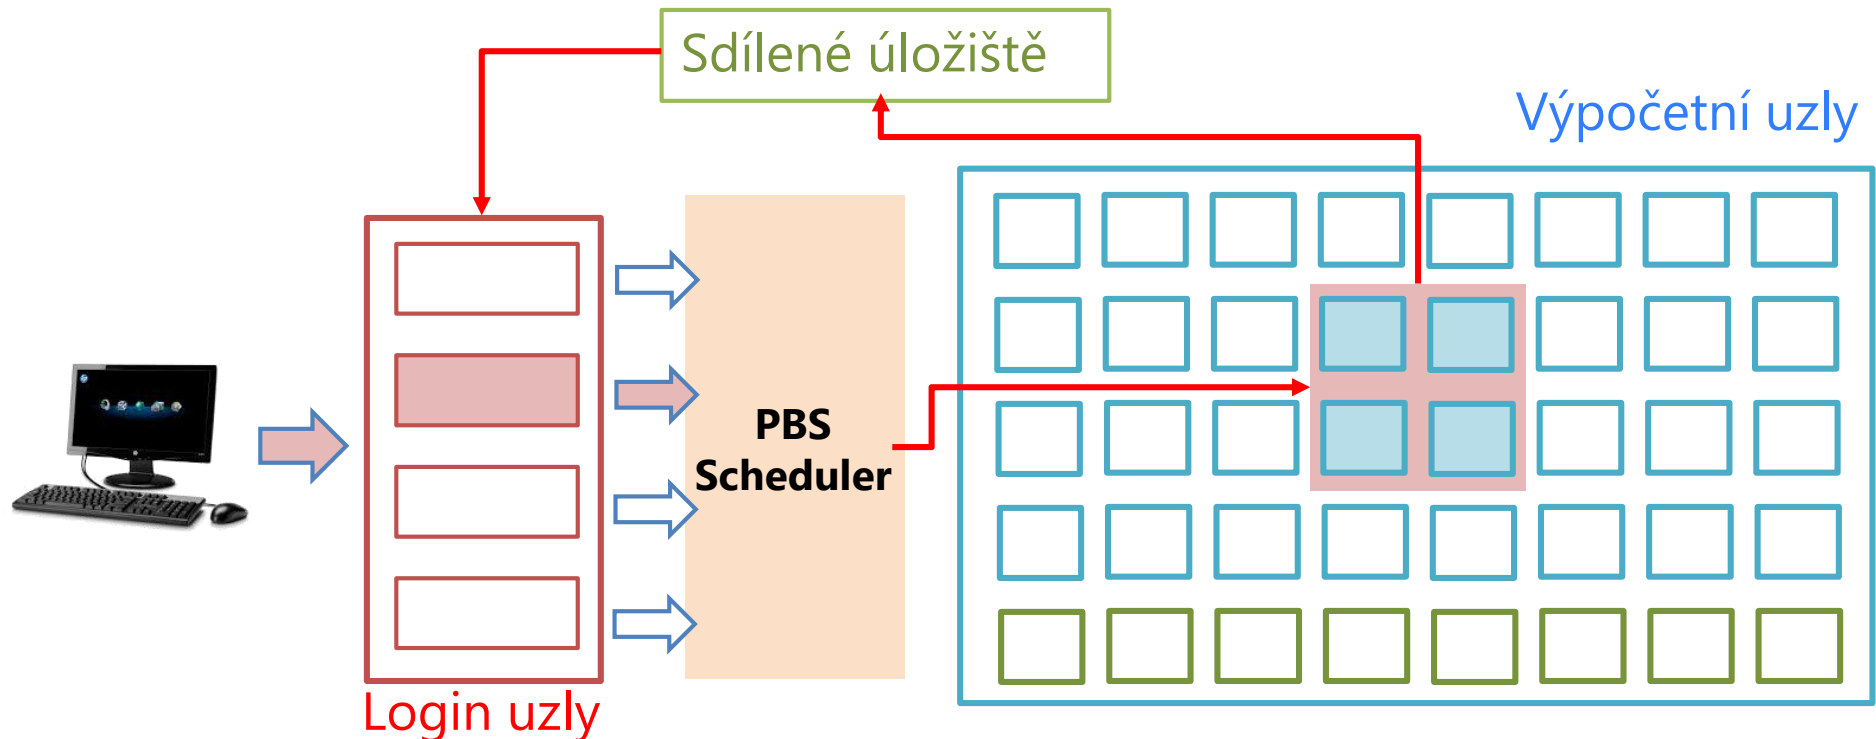 Sdílené úložiště
Výpočetní uzly
PBS
Scheduler
Login uzly